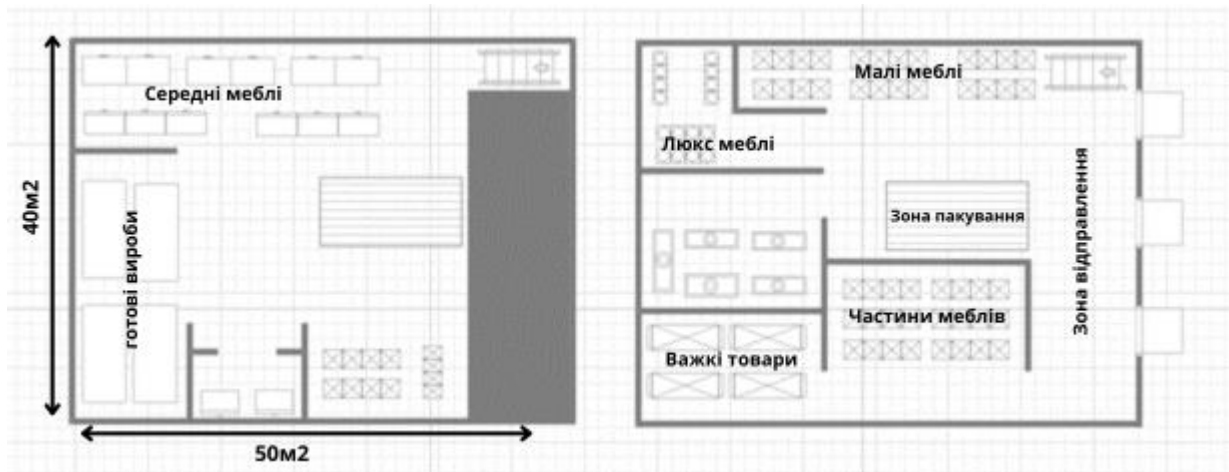 Середні меблі
40м2
готові вироби
50м2
Малі меблі
Люкс меблі
Зона пакування
Зона відправлення
Частини меблів
Важкі товари